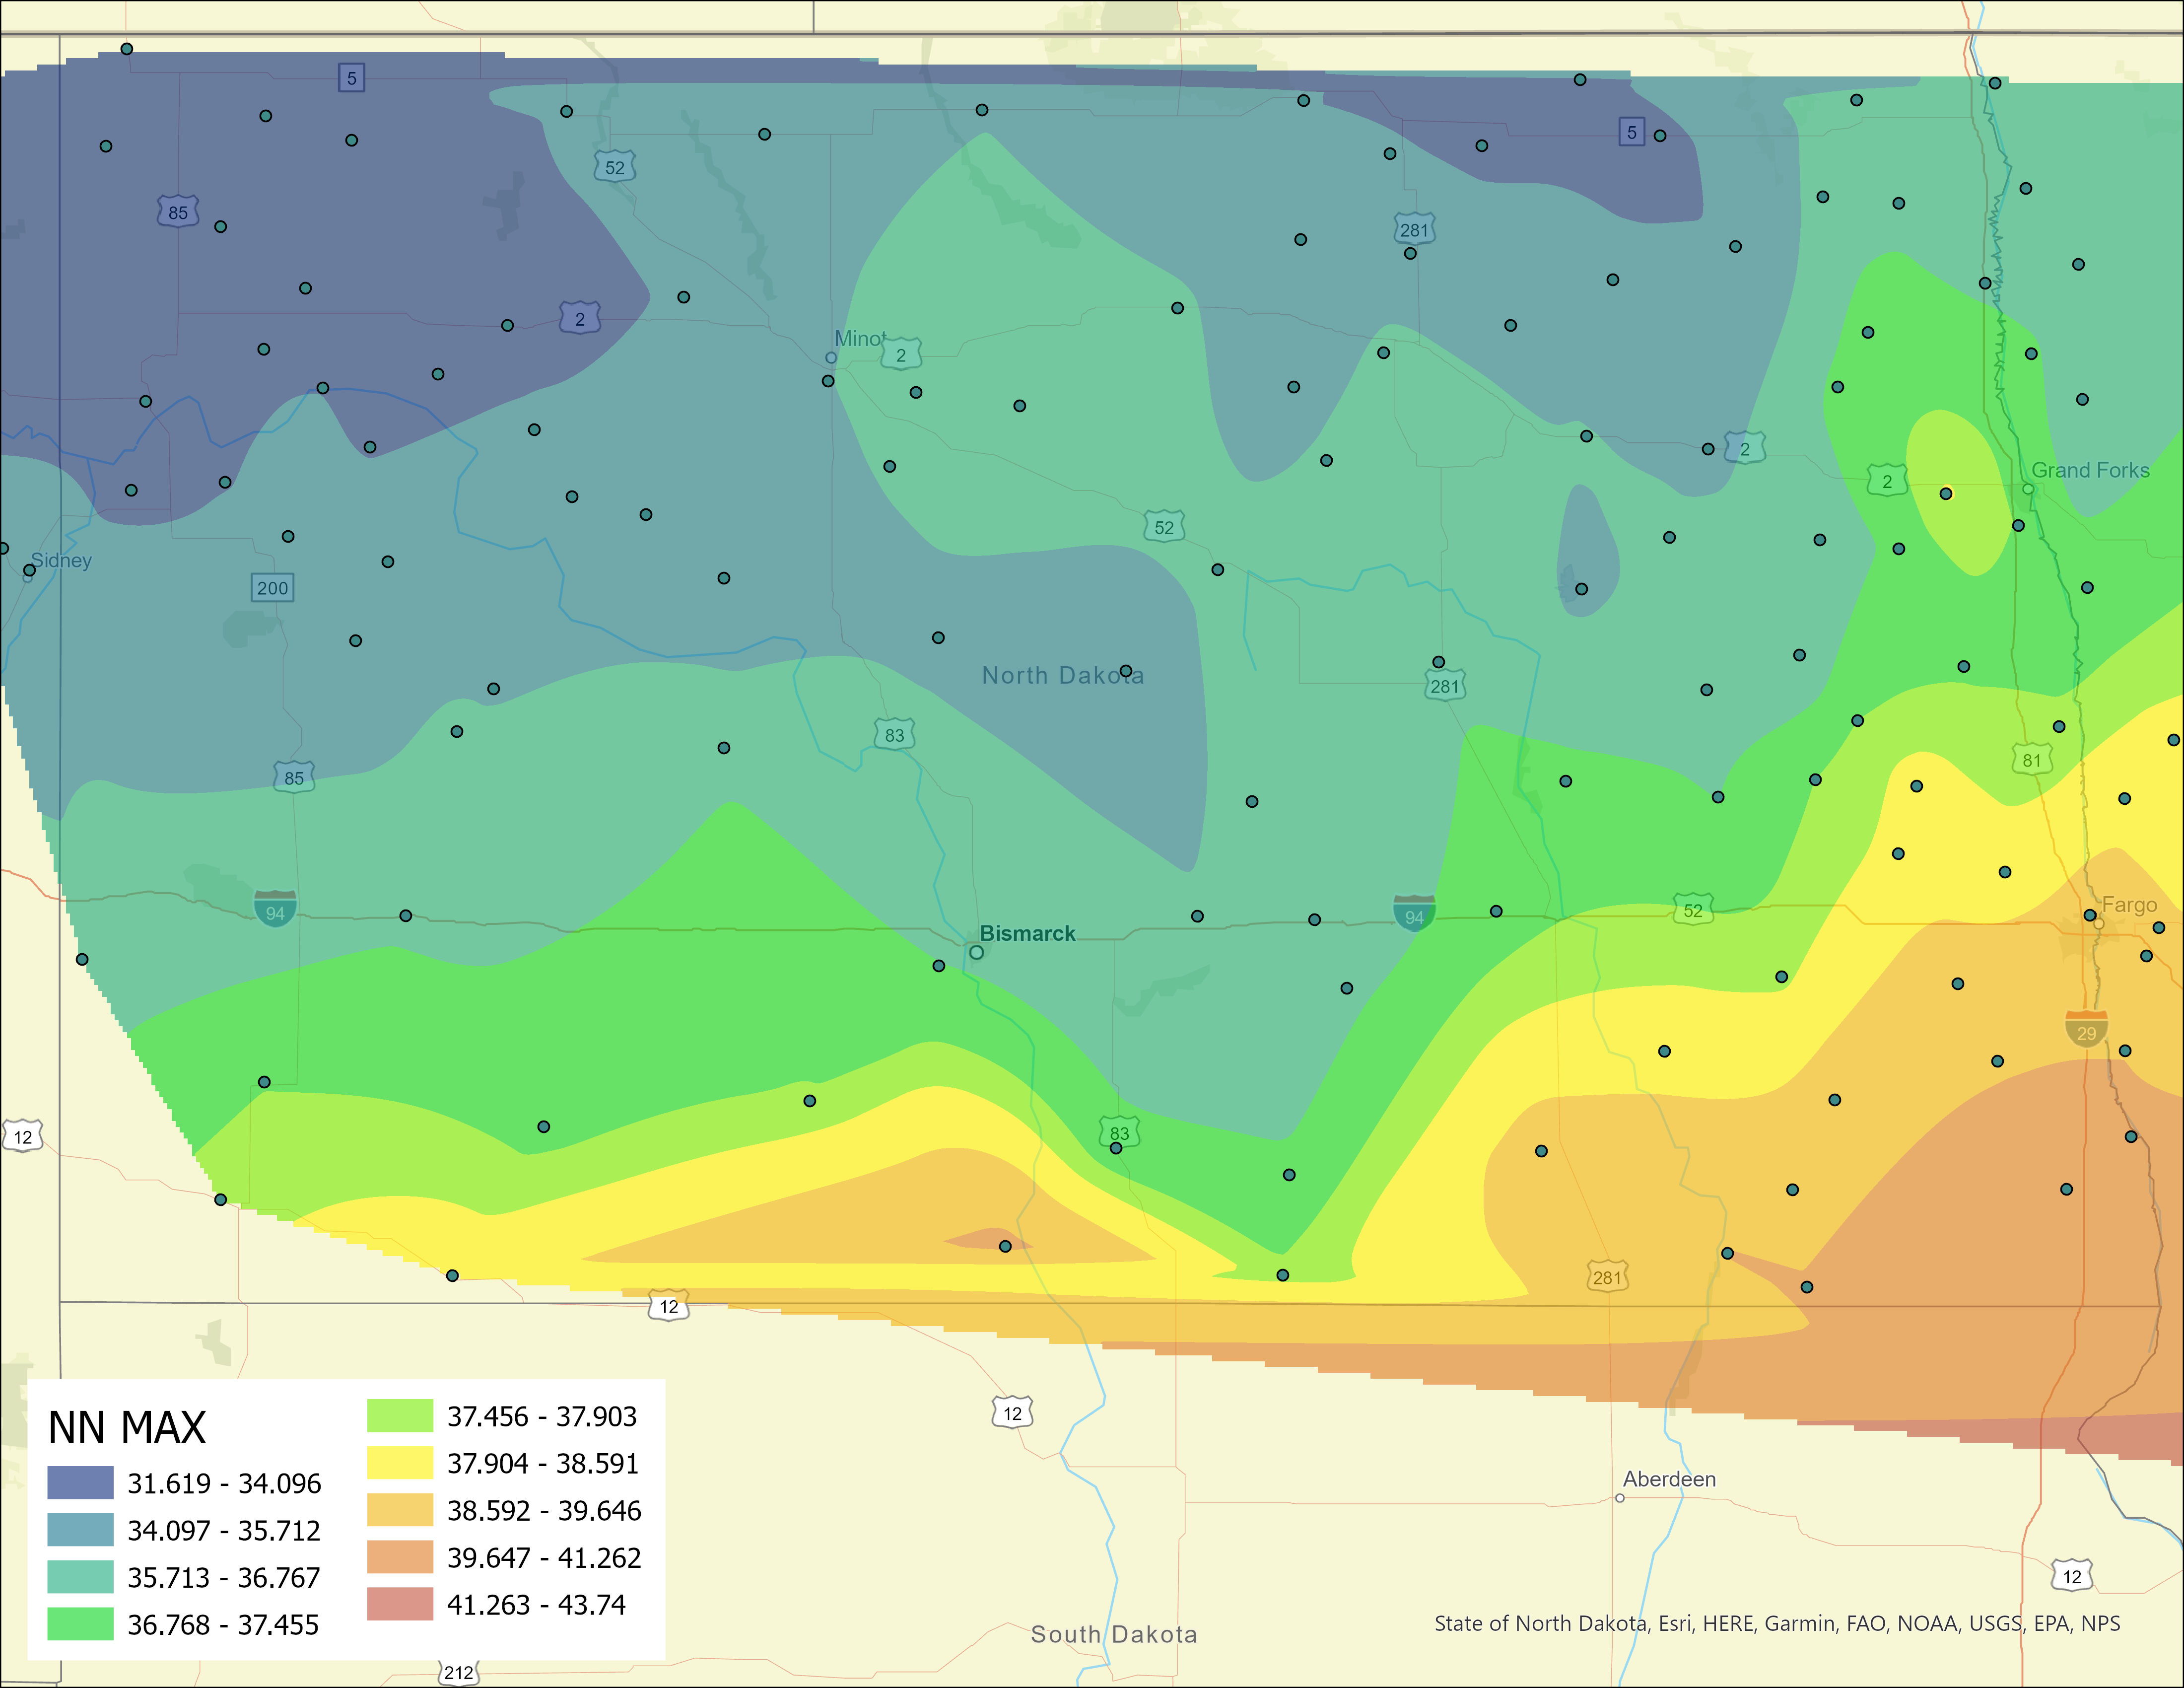 5
5
52
85
281
2
Minot
2
2
2
Grand Forks
52
Sidney
200
North Dakota
281
83
81
85
94
94
52
Fargo
Bismarck
29
12
83
281
12
12
Aberdeen
12
South Dakota
212
NN MAX
31.619 - 34.096
34.097 - 35.712
35.713 - 36.767
36.768 - 37.455
37.456 - 37.903
37.904 - 38.591
38.592 - 39.646
39.647 - 41.262
41.263 - 43.74
State of North Dakota, Esri, HERE, Garmin, FAO, NOAA, USGS, EPA, NPS